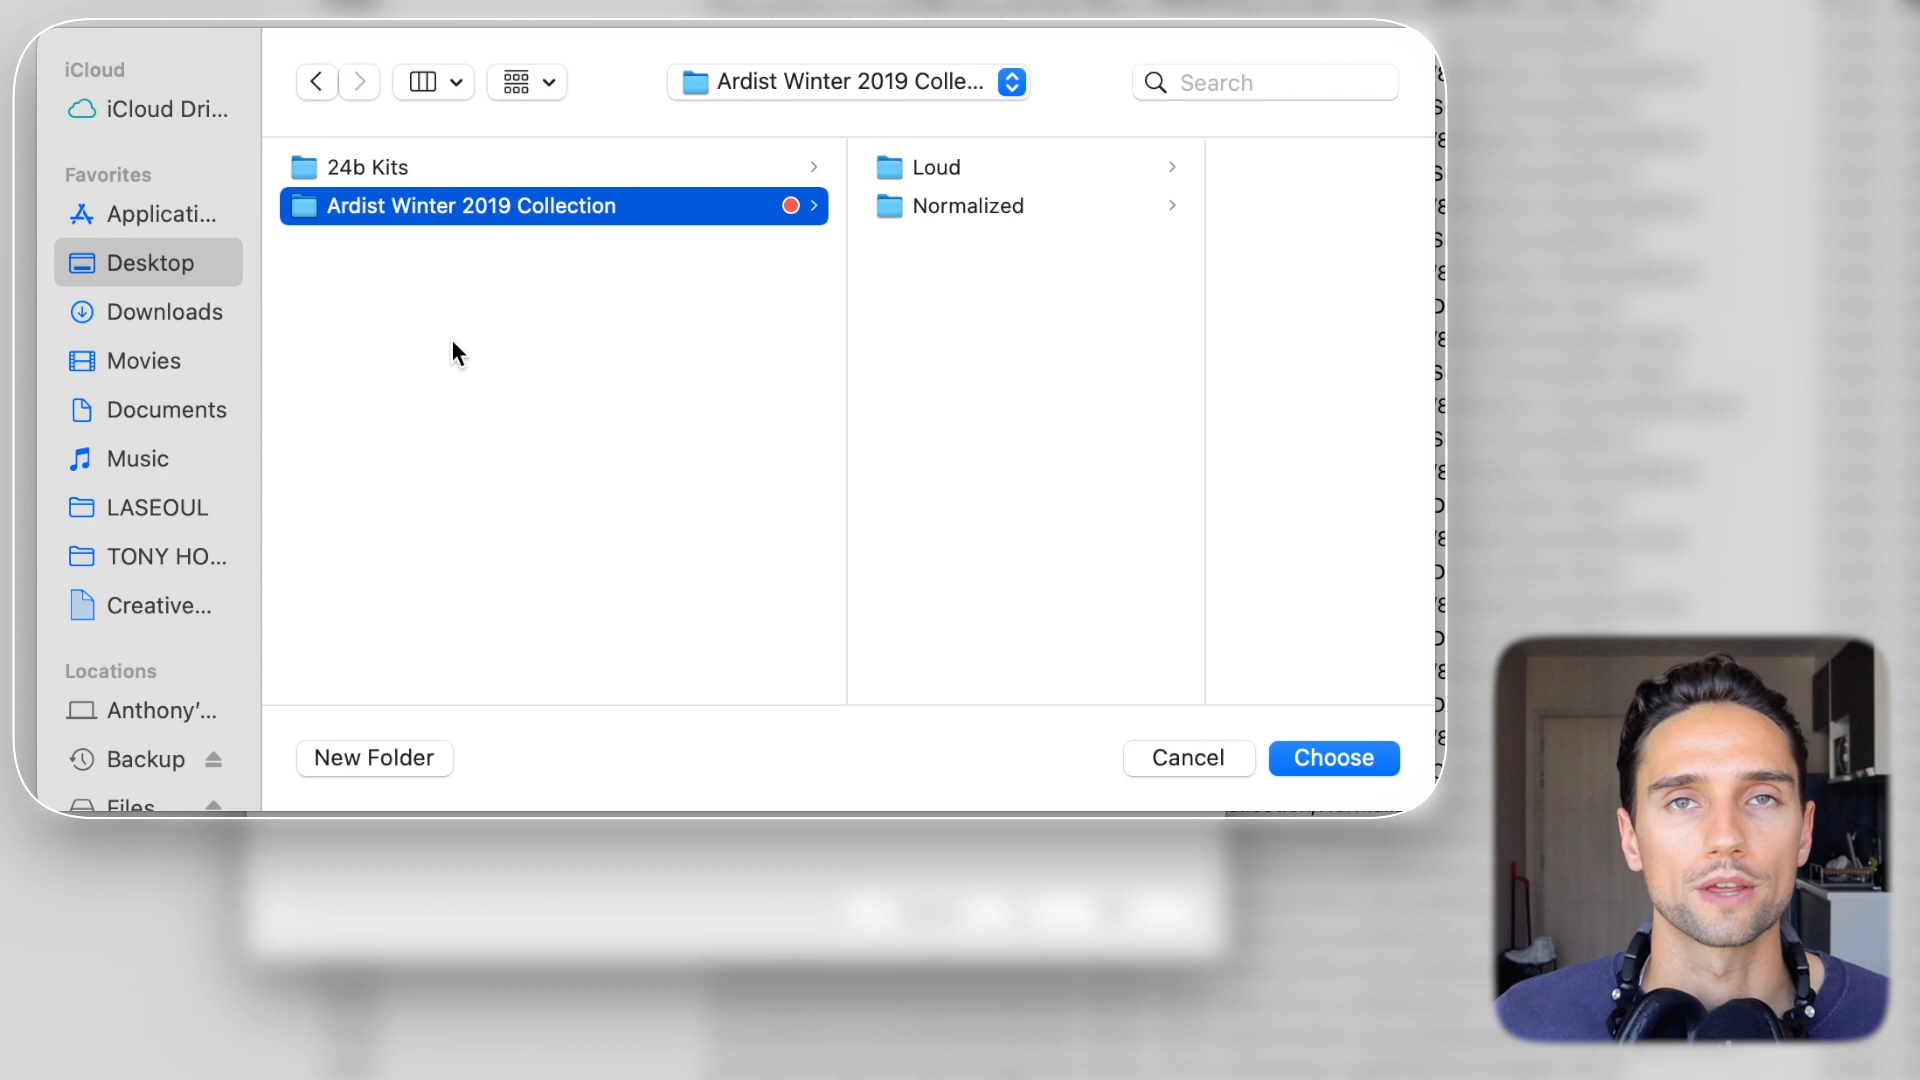 iCloud
iCloud Dri...
Favorites
Applicati...
Desktop
Downloads
Movies
Documents
Music
LASEOUL
TONY HO...
Creative...
Locations
Anthony’...
Backup
Files
Ardist Winter 2019 Colle...
Search
24b Kits
Ardist Winter 2019 Collection
Loud
Normalized
New Folder
Cancel
Choose